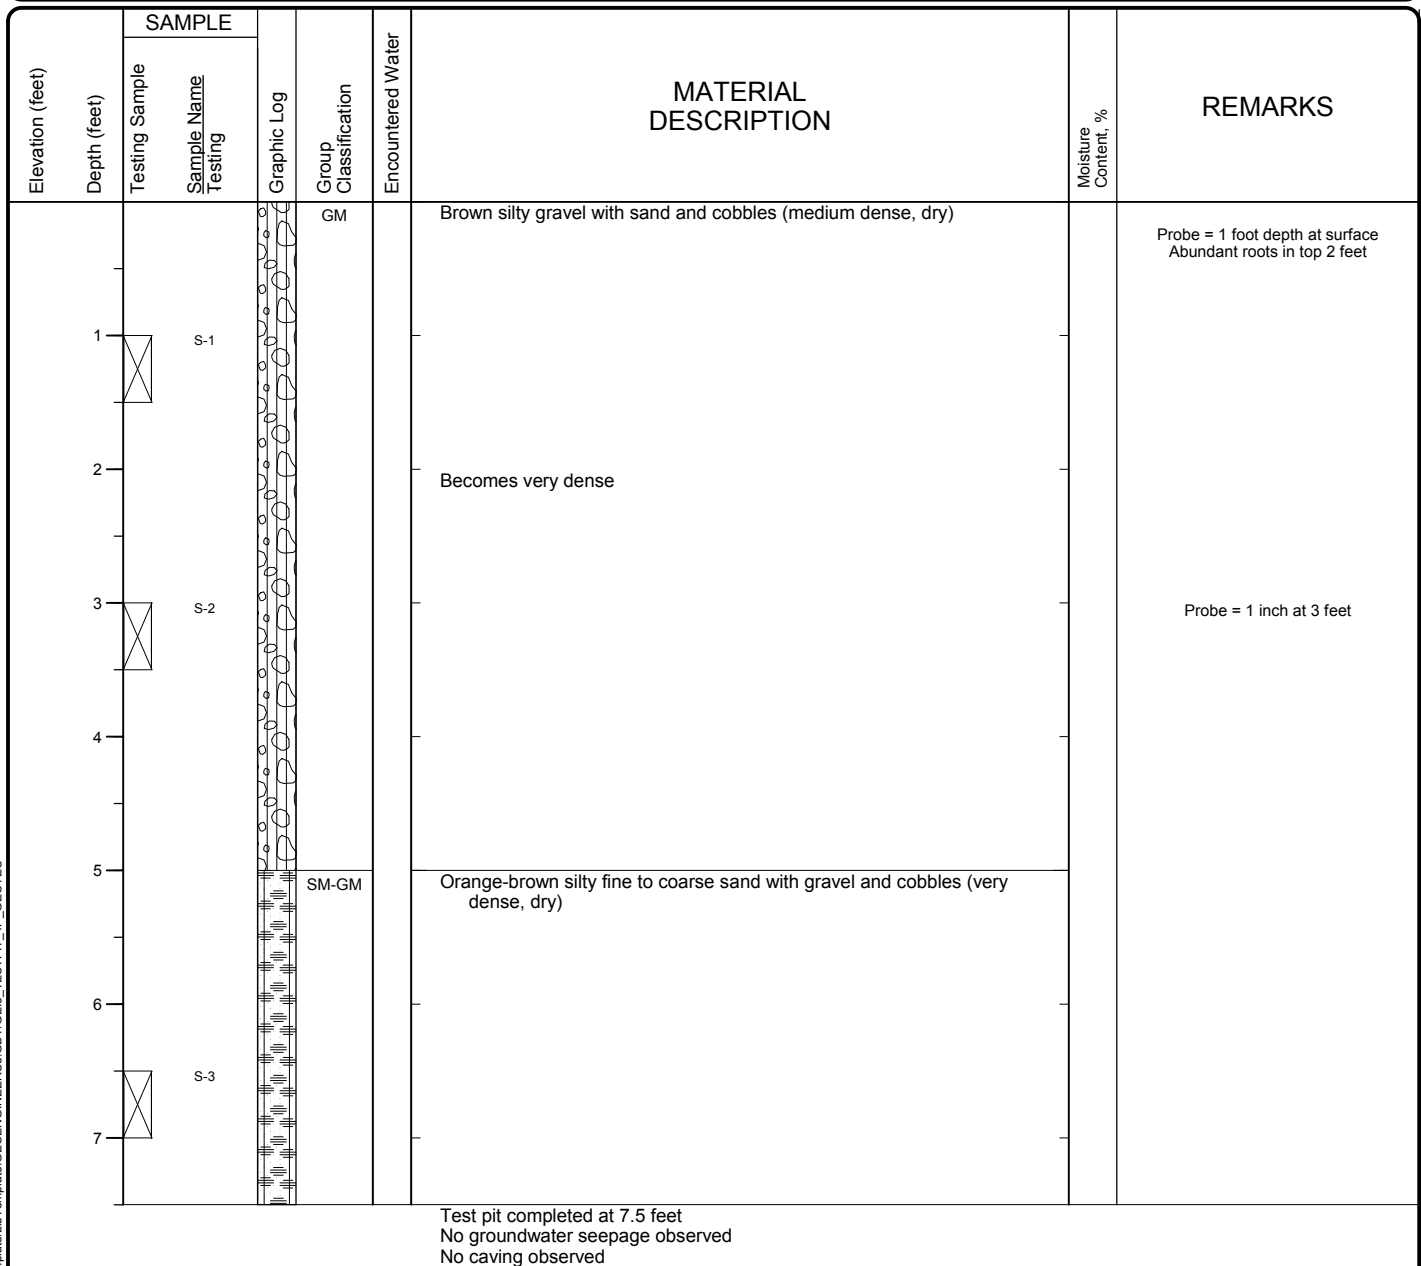 SAMPLE
Elevation (feet)
Depth (feet)
Testing Sample
Sample Name
Testing
Graphic Log
Group
Classification
Encountered Water
MATERIAL
DESCRIPTION
Moisture
Content, %
REMARKS
GM
Brown silty gravel with sand and cobbles (medium dense, dry)
Probe = 1 foot depth at surface
Abundant roots in top 2 feet
1
S-1
2
Becomes very dense
3
S-2
Probe = 1 inch at 3 feet
4
5
SM-GM
Orange-brown silty fine to coarse sand with gravel and cobbles (very
dense, dry)
6
S-3
7
Test pit completed at 7.5 feet
No groundwater seepage observed
No caving observed